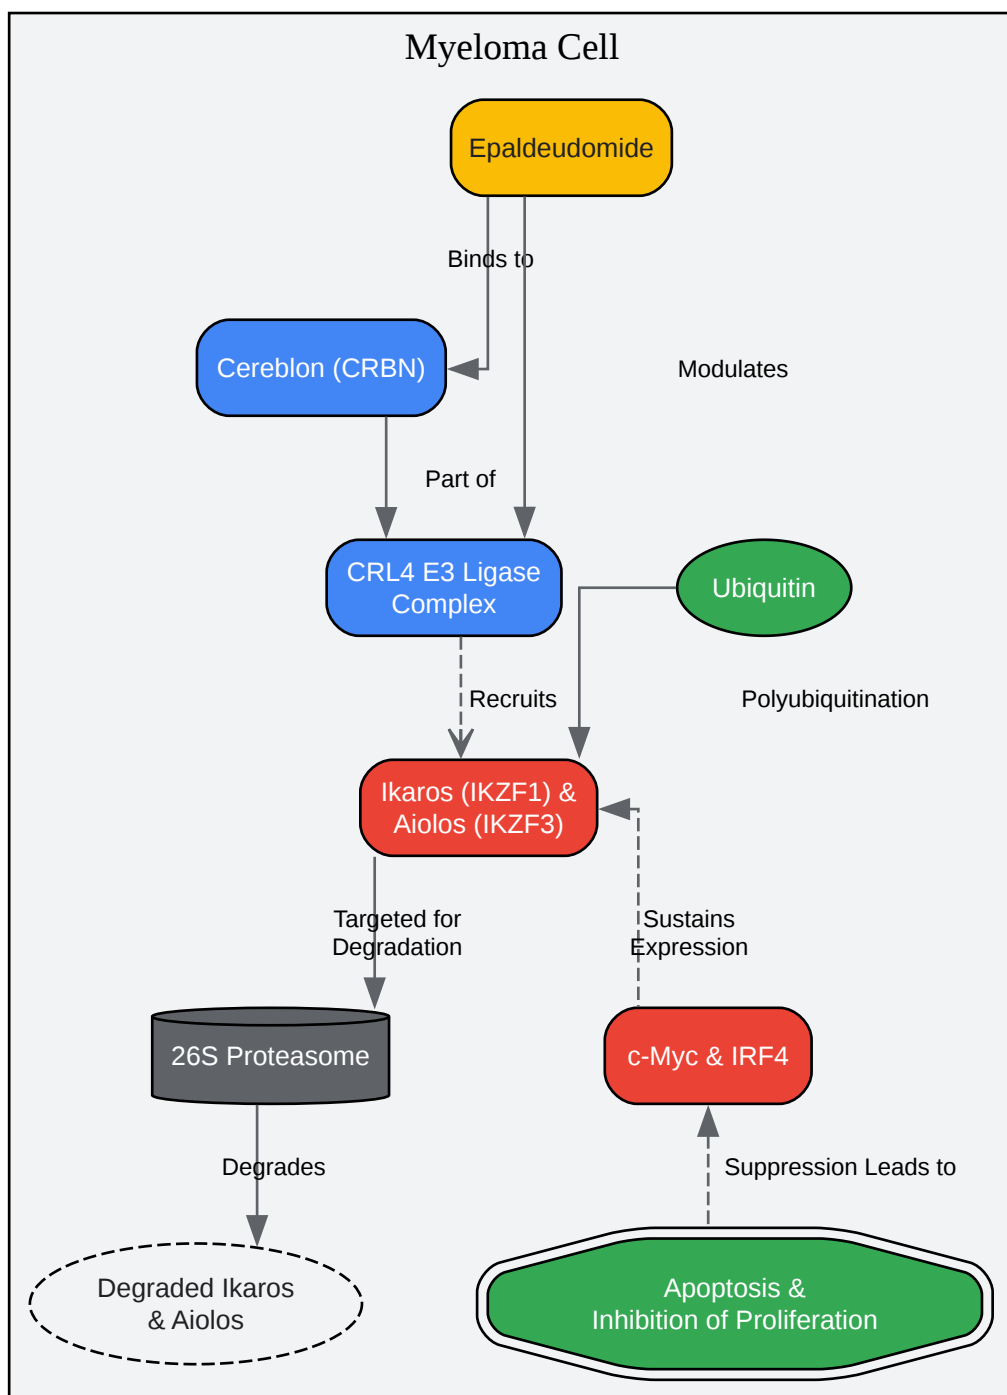 Myeloma Cell
Epaldeudomide
Binds to
Cereblon (CRBN)
Modulates
Part of
CRL4 E3 Ligase
Complex
Ubiquitin
Recruits
Polyubiquitination
Ikaros (IKZF1) &
Aiolos (IKZF3)
Targeted for
Degradation
Sustains
Expression
26S Proteasome
c-Myc & IRF4
Degrades
Suppression Leads to
Degraded Ikaros
& Aiolos
Apoptosis &
Inhibition of Proliferation